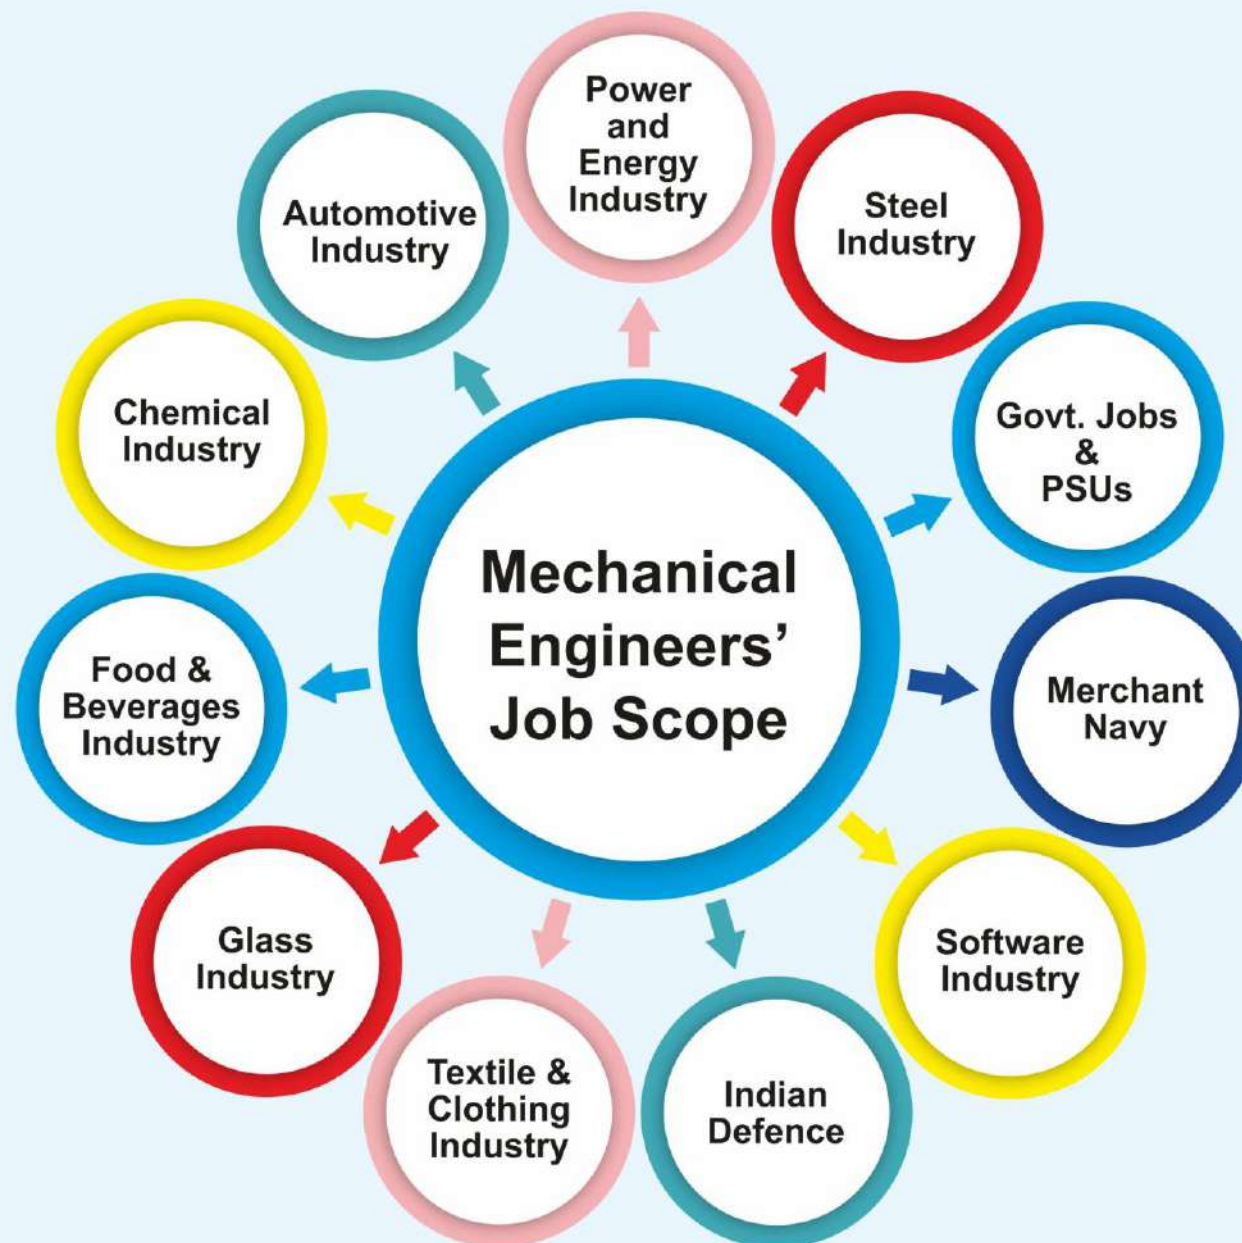 Power
and
Energy
Industry
Steel
Industry
Govt. Jobs
&
PSUs
Merchant
Navy
Software
Industry
Indian
Defence
Textile &
Clothing
Industry
Glass
Industry
Food &
Beverages
Industry
Chemical
Industry
Automotive
Industry
Mechanical
Engineers’
Job Scope